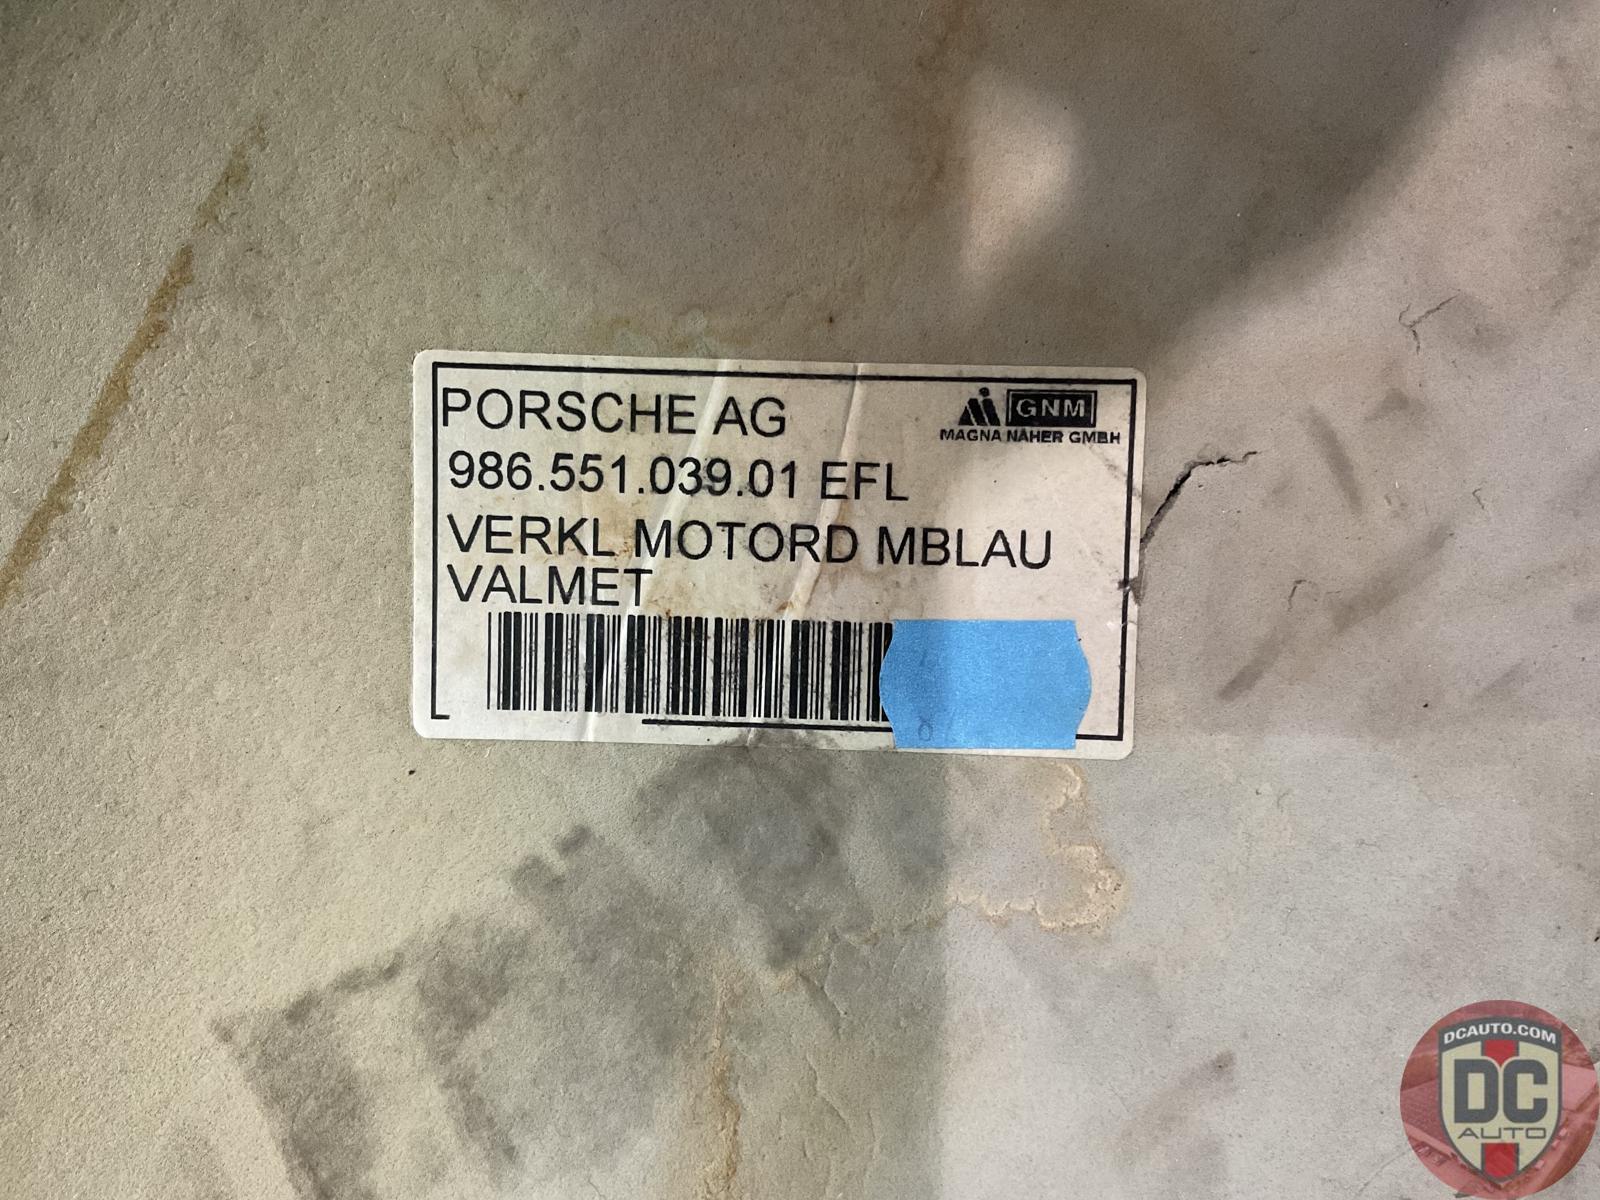 PORSCHE AG
GNM
MAGNA NÄHER GMBH
986.551.039.01 EFL
VERKL MOTORD MBLAU
VALMET
DCAUTO.COM
DC
AUTO